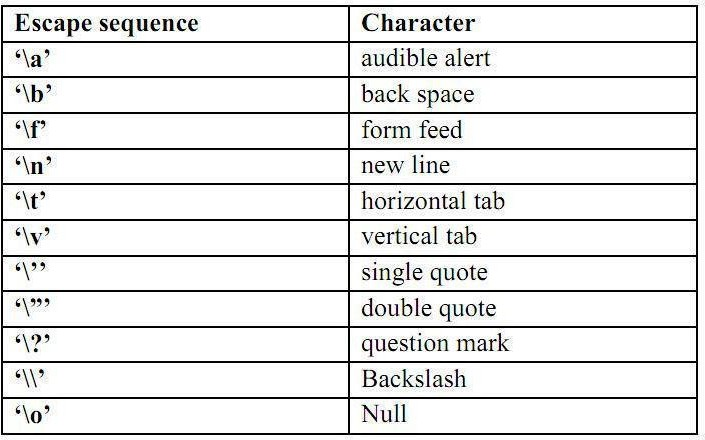 Escape sequence Character
‘\a’ audible alert
‘\b’ back space
‘\f’ form feed
‘\n’ new line
‘\t’ horizontal tab
‘\v’ vertical tab
‘\’’ single quote
‘\”’ double quote
‘\?’ question mark
‘\\’ Backslash
‘\o’ Null